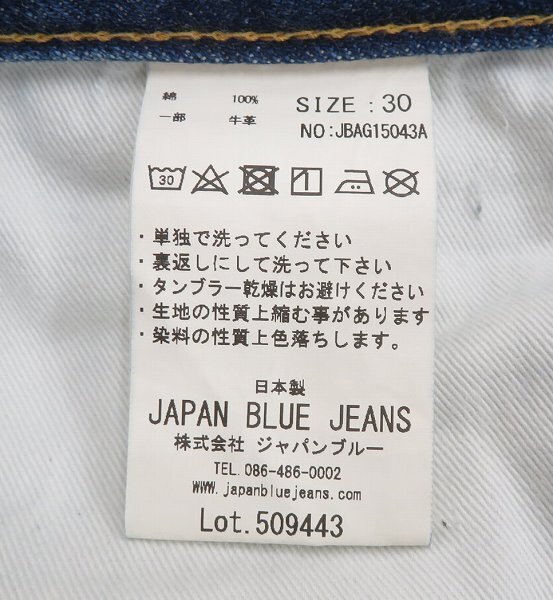 綿 100% SIZE : 30
一部 牛革 NO:JBAG15043A
30
・単独で洗ってください
・裏返しにして洗って下さい
・タンブラー乾燥はお避けください
・生地の性質上縮む事があります
・染料の性質上色落ちします。
日本製
JAPAN BLUE JEANS
株式会社 ジャパンブルー
TEL. 086-486-0002
WWW. japanbluejeans.com
Lot.509443